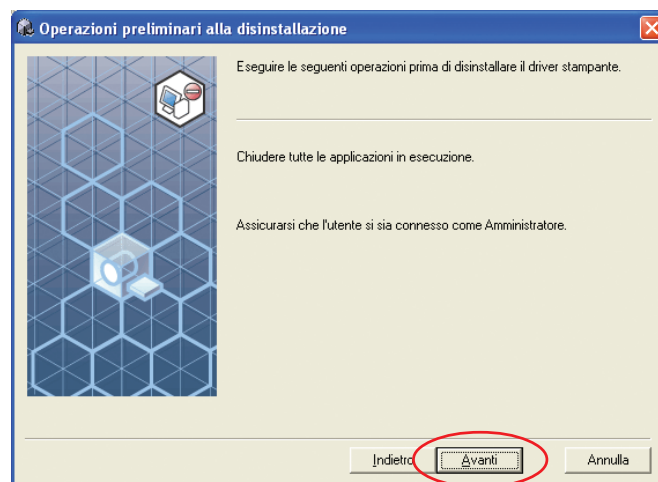 Operazioni preliminari alla disinstallazione
Eseguire le seguenti operazioni prima di disinstallare il driver stampante.
Chiudere tutte le applicazioni in esecuzione.
Assicurarsi che l'utente si sia connesso come Amministratore.
Indietro Avanti Annulla